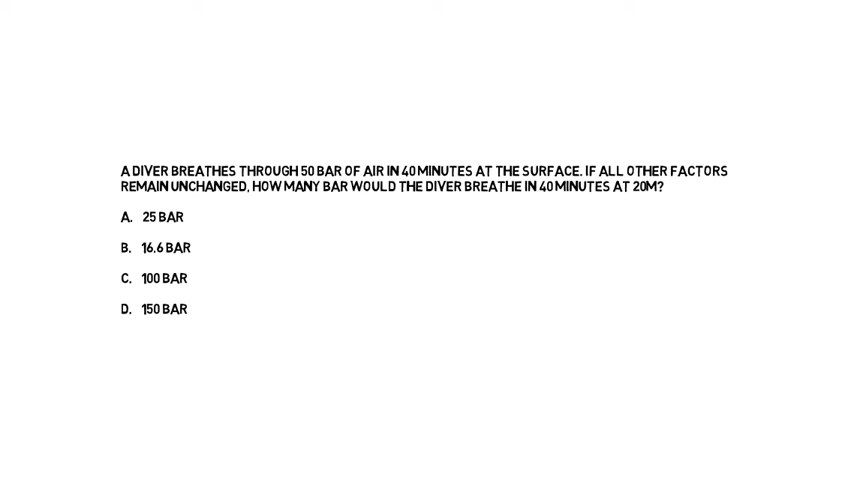 A DIVER BREATHES THROUGH 50 BAR OF AIR IN 40 MINUTES AT THE SURFACE. IF ALL OTHER FACTORS
REMAIN UNCHANGED, HOW MANY BAR WOULD THE DIVER BREATHE IN 40 MINUTES AT 20M?
A. 25 BAR
B. 16.6 BAR
C. 100 BAR
D. 150 BAR